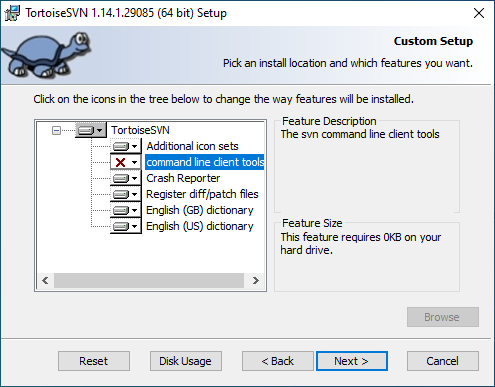 TortoiseSVN 1.14.1.29085 (64 bit) Setup
Custom Setup
Pick an install location and which features you want.
Click on the icons in the tree below to change the way features will be installed.
TortoiseSVN
Additional icon sets
command line client tools
Crash Reporter
Register diff/patch files
English (GB) dictionary
English (US) dictionary
Feature Description
The svn command line client tools
Feature Size
This feature requires 0KB on your
hard drive.
Browse
Reset
Disk Usage
< Back
Next >
Cancel